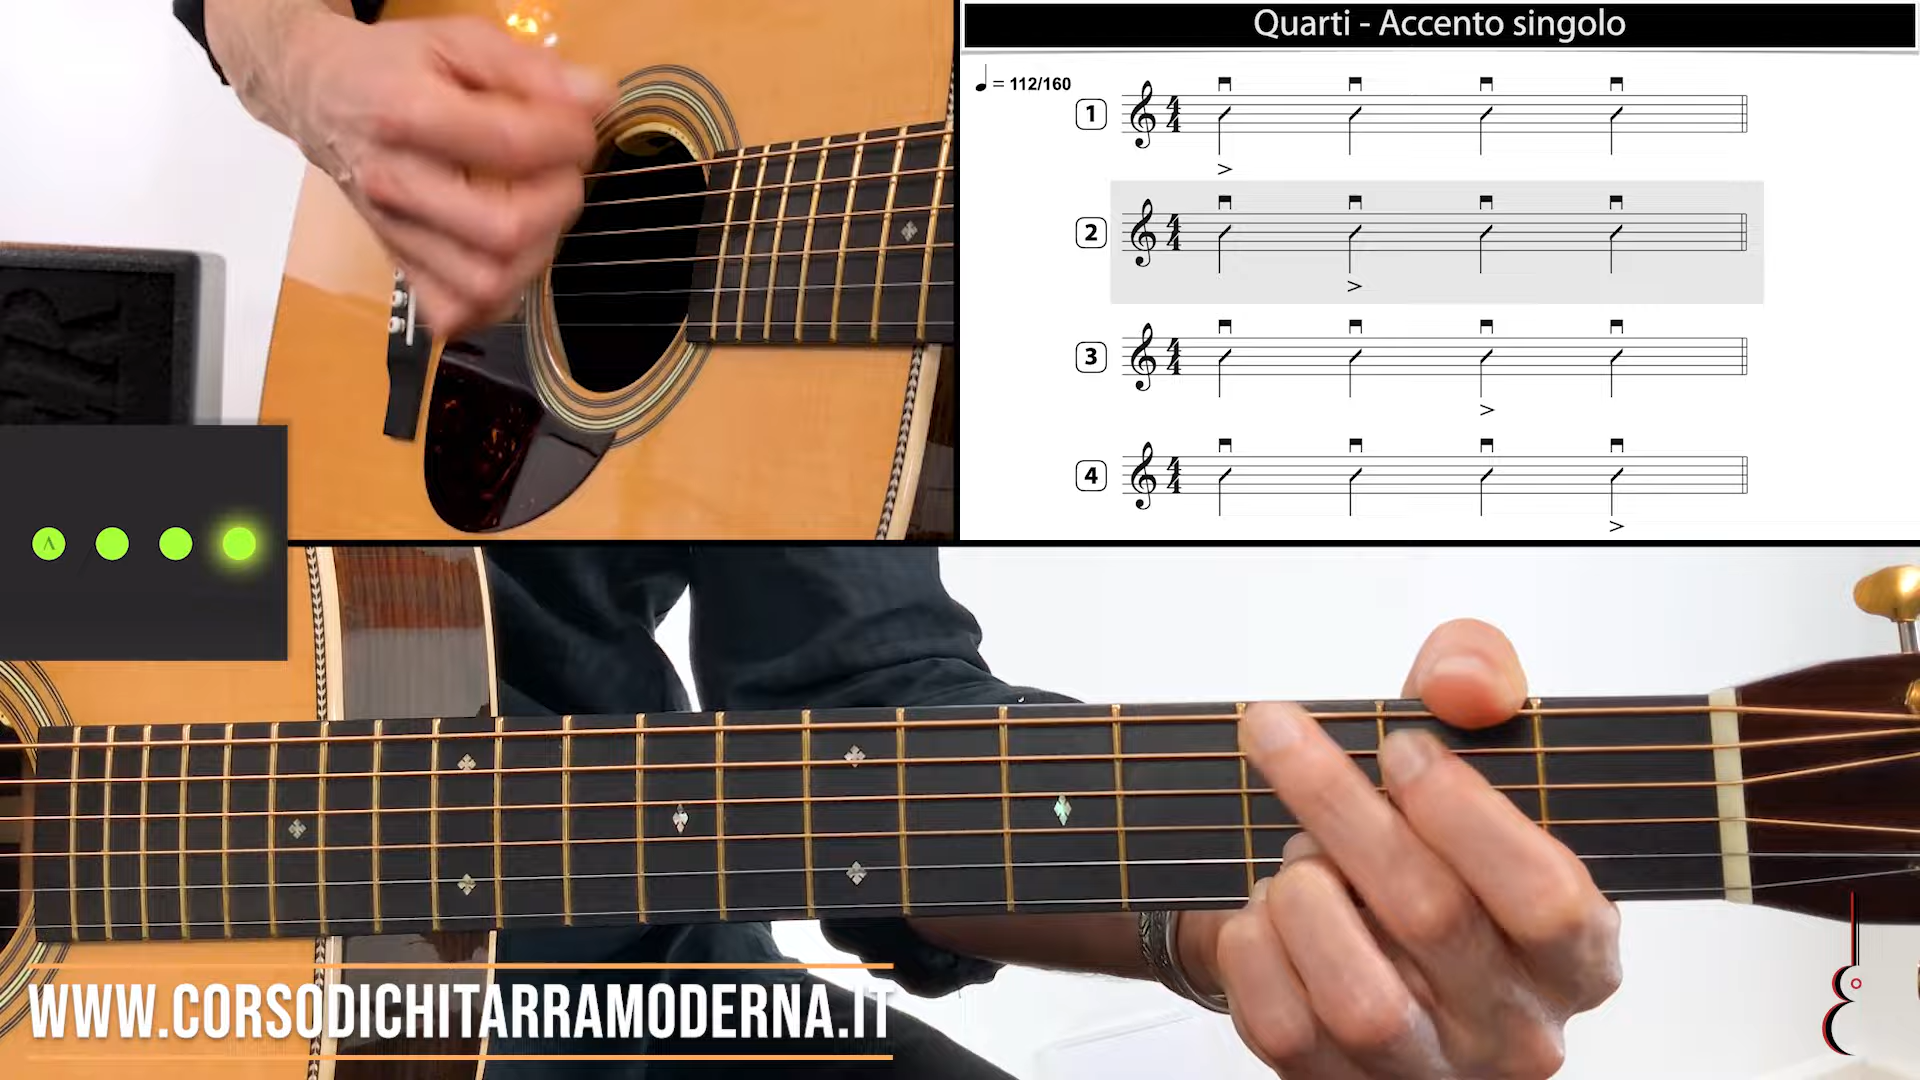 Quarti - Accento singolo
= 112/160
1
2
3
4
WWW.CORSODICHITARRAMODERNA.IT